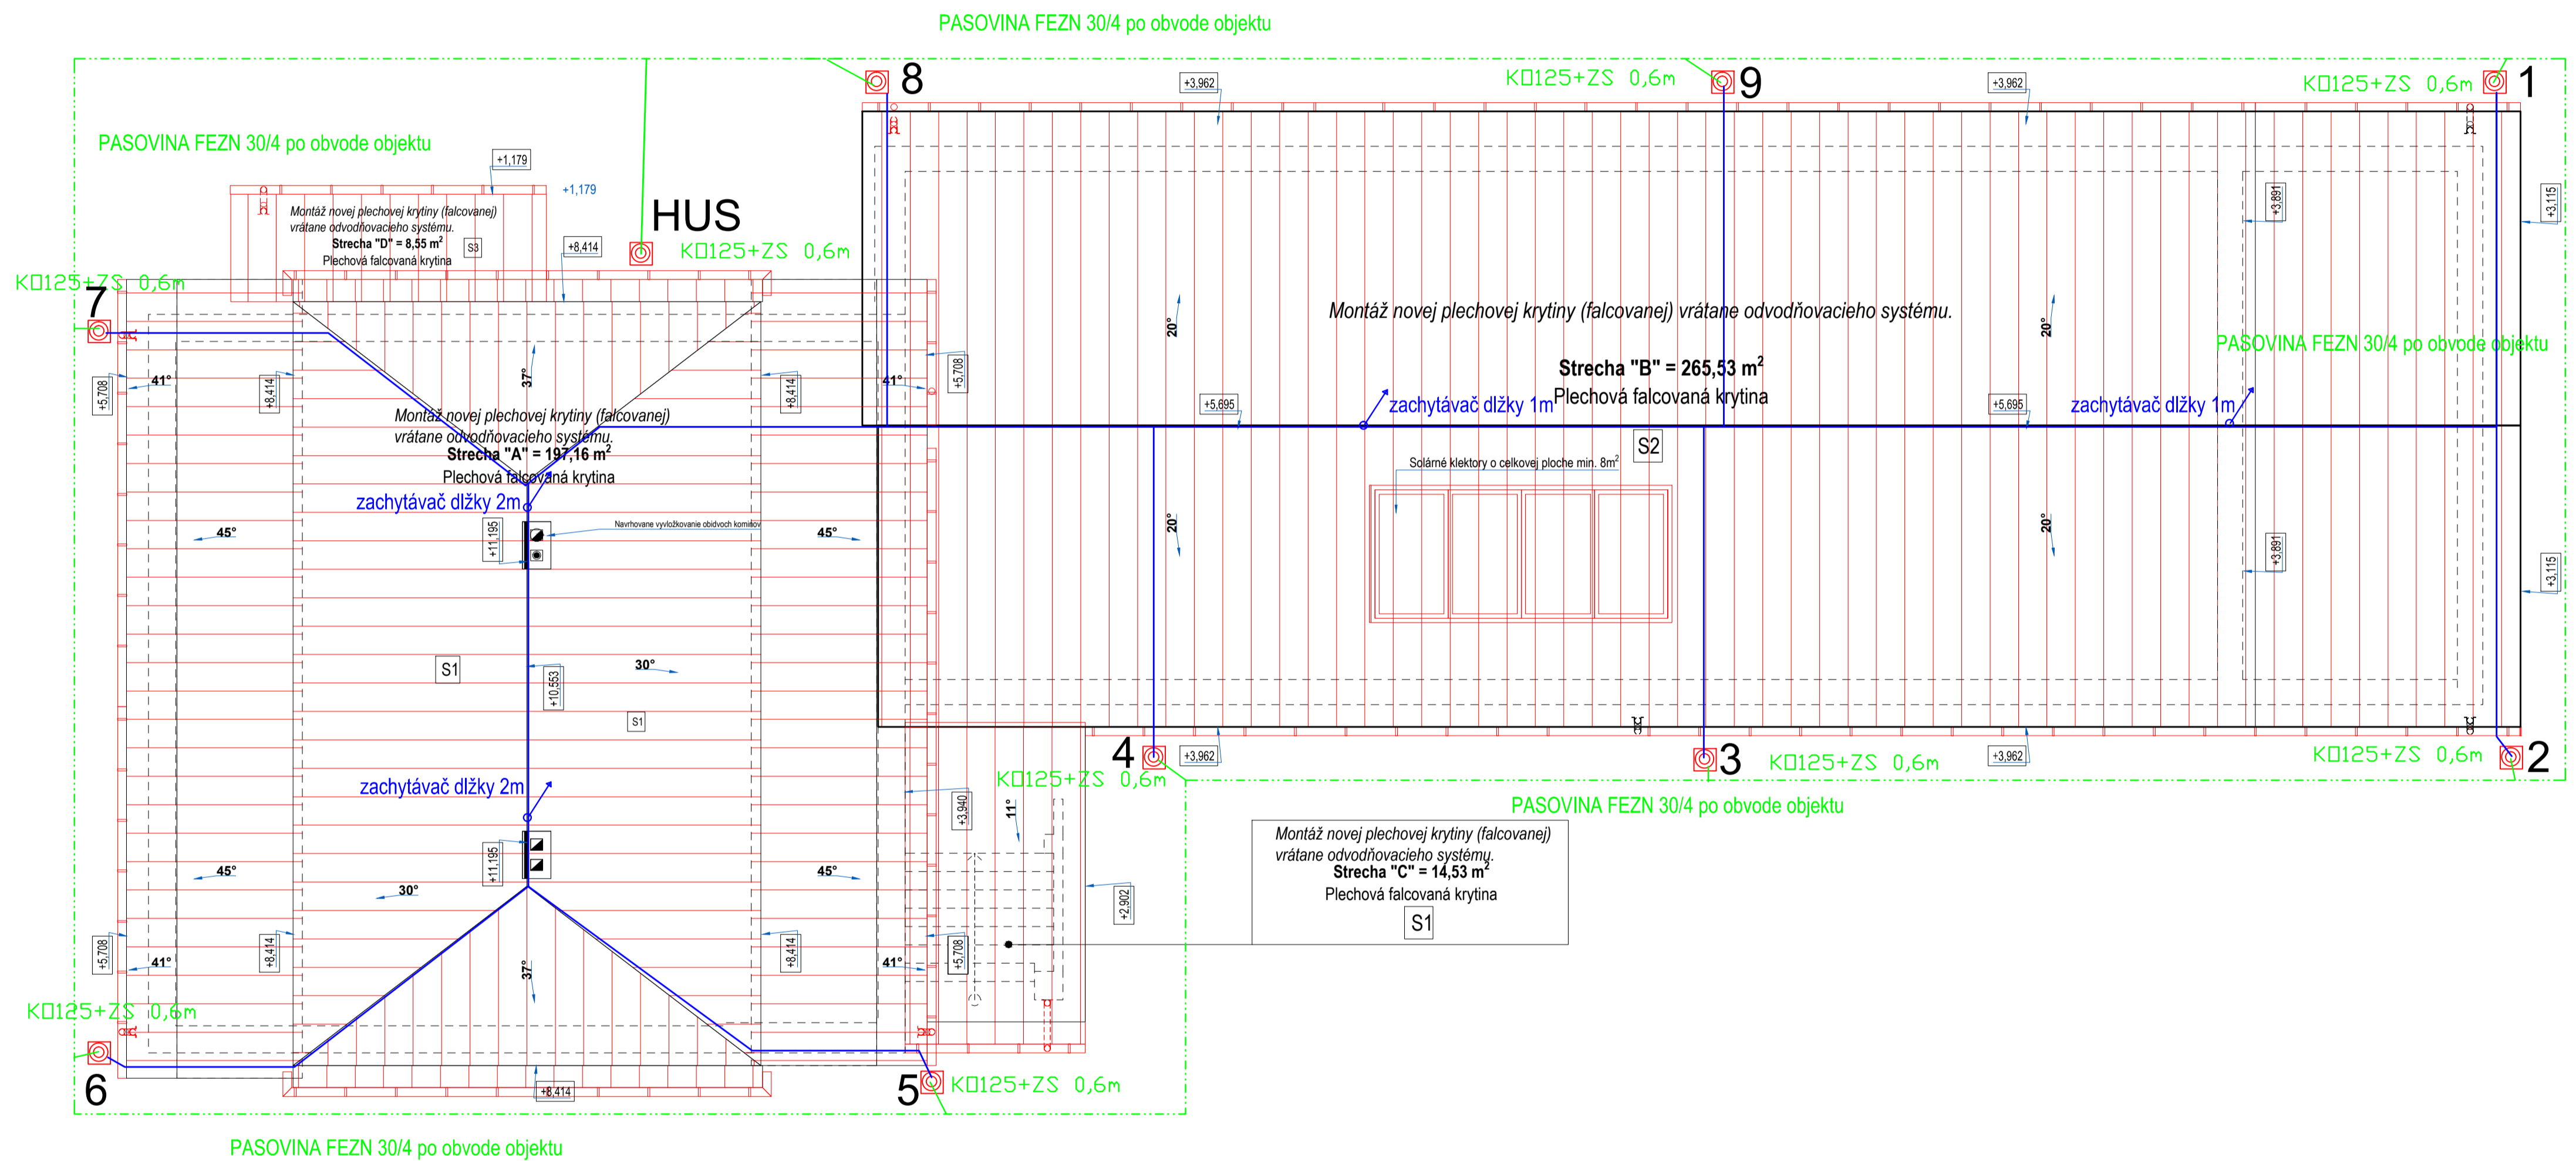 PASOVINA FEZN 30/4 po obvode objektu
8
+3,962
KO125+ZS 0,6m
9
+3,962
KO125+ZS 0,6m
1
PASOVINA FEZN 30/4 po obvode objektu
+1,179
+1,179
HUS
KO125+ZS 0,6m
Montáž novej plechovej krytiny (falcovanej)
vrátane odvodňovacieho systému.
Strecha "D" = 8,55 m²
Plechová falcovaná krytina
S3
+8,414
+3,891
+3,115
KO125+ZS 0,6m
7
Montáž novej plechovej krytiny (falcovanej) vrátane odvodňovacieho systému.
20°
20°
PASOVINA FEZN 30/4 po obvode objektu
Strecha "B" = 265,53 m²
Plechová falcovaná krytina
+5,708
41°
+8,414
37°
+8,414
41°
+5,708
+5,695
zachytávač dlžky 1m
+5,695
zachytávač dlžky 1m
Montáž novej plechovej krytiny (falcovanej)
vrátane odvodňovacieho systému.
Strecha "A" = 197,16 m²
Plechová falcovaná krytina
S2
Solárné klektory o celkovej ploche min. 8m²
zachytávač dlžky 2m
Navrhovane vyvložkovanie obidvoch komínov
45°
+11,195
45°
20°
20°
+3,891
+3,115
S1
30°
+10,553
S1
4
+3,962
3
KO125+ZS 0,6m
+3,962
KO125+ZS 0,6m
2
KO125+ZS 0,6m
zachytávač dlžky 2m
+3,940
11°
PASOVINA FEZN 30/4 po obvode objektu
Montáž novej plechovej krytiny (falcovanej)
vrátane odvodňovacieho systému.
Strecha "C" = 14,53 m²
Plechová falcovaná krytina
S1
45°
+11,195
45°
30°
+2,902
+5,708
41°
+8,414
37°
+8,414
41°
+5,708
KO125+ZS 0,6m
6
+8,414
5
KO125+ZS 0,6m
PASOVINA FEZN 30/4 po obvode objektu